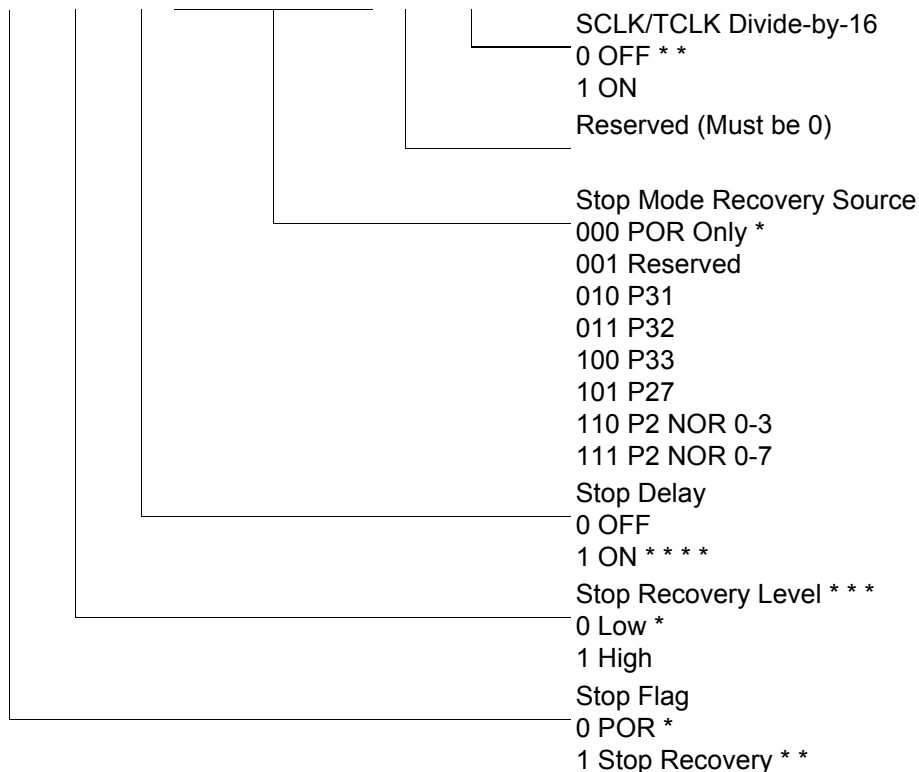 SCLK/TCLK Divide-by-16
0 OFF * *
1 ON
Reserved (Must be 0)
Stop Mode Recovery Source
000 POR Only *
001 Reserved
010 P31
011 P32
100 P33
101 P27
110 P2 NOR 0-3
111 P2 NOR 0-7
Stop Delay
0 OFF
1 ON * * * *
Stop Recovery Level * * *
0 Low *
1 High
Stop Flag
0 POR *
1 Stop Recovery * *